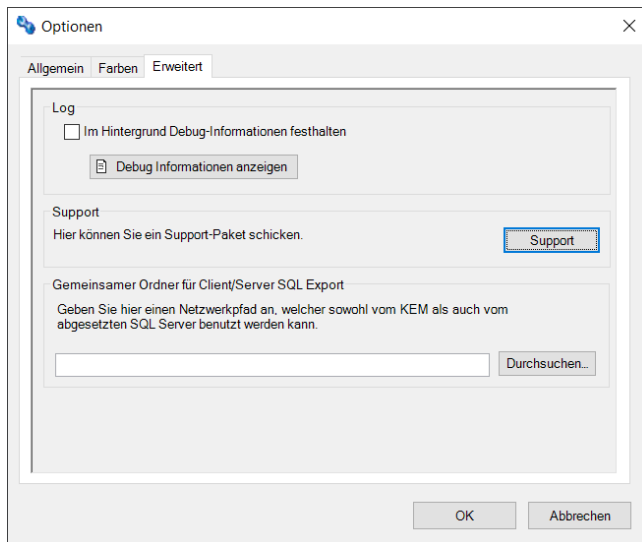 Optionen
Allgemein Farben Erweitert
Log
Im Hintergrund Debug-Informationen festhalten
Debug Informationen anzeigen
Support
Hier können Sie ein Support-Paket schicken.
Support
Gemeinsamer Ordner für Client/Server SQL Export
Geben Sie hier einen Netzwerkpfad an, welcher sowohl vom KEM als auch vom
abgesetzten SQL Server benutzt werden kann.
Durchsuchen...
OK Abbrechen